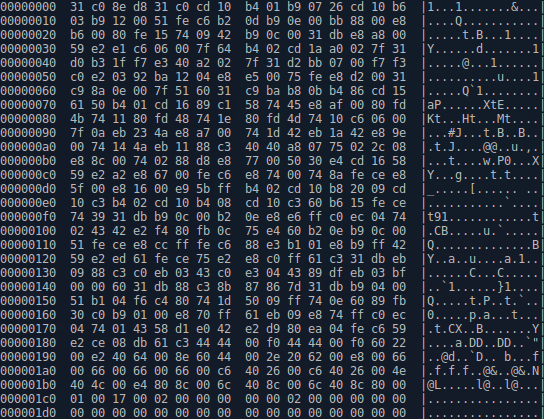 00000000  31 c0 8e d8 31 c0 cd 10  b4 01 b9 07 26 cd 10 b6  |1...1.......&...|
00000010  03 b9 12 00 51 fe c6 b2  0d b9 0e 00 bb 88 00 e8  |....Q...........|
00000020  b6 00 80 fe 15 74 09 42  b9 0c 00 31 db e8 a8 00  |.....t.B...1....|
00000030  59 e2 e1 c6 06 00 7f 64  b4 02 cd 1a a0 02 7f 31  |Y......d.......1|
00000040  d0 b3 1f f7 e3 40 a2 02  7f 31 d2 bb 07 00 f7 f3  |.....@...1......|
00000050  c0 e2 03 92 ba 12 04 e8  e5 00 75 fe e8 d2 00 31  |..........u....1|
00000060  c9 8a 0e 00 7f 51 60 31  c9 ba b8 0b b4 86 cd 15  |.....Q`1........|
00000070  61 50 b4 01 cd 16 89 c1  58 74 45 e8 af 00 80 fd  |aP......XtE.....|
00000080  4b 74 11 80 fd 48 74 1e  80 fd 4d 74 10 c6 06 00  |Kt...Ht...Mt....|
00000090  7f 0a eb 23 4a e8 a7 00  74 1d 42 eb 1a 42 e8 9e  |...#J...t.B..B..|
000000a0  00 74 14 4a eb 11 88 c3  40 40 a8 07 75 02 2c 08  |.t.J....@@..u.,.|
000000b0  e8 8c 00 74 02 88 d8 e8  77 00 50 30 e4 cd 16 58  |...t....w.P0...X|
000000c0  59 e2 a2 e8 67 00 fe c6  e8 74 00 74 8a fe ce e8  |Y...g....t.t....|
000000d0  5f 00 e8 16 00 e9 5b ff  b4 02 cd 10 b8 20 09 cd  |_.....[...... ..|
000000e0  10 c3 b4 02 cd 10 b4 08  cd 10 c3 60 b6 15 fe ce  |...........`....|
000000f0  74 39 31 db b9 0c 00 b2  0e e8 e6 ff c0 ec 04 74  |t91............t|
00000100  02 43 42 e2 f4 80 fb 0c  75 e4 60 b2 0e b9 0c 00  |.CB.....u.`.....|
00000110  51 fe ce e8 cc ff fe c6  88 e3 b1 01 e8 b9 ff 42  |Q..............B|
00000120  59 e2 ed 61 fe ce 75 e2  e8 c0 ff 61 c3 31 db eb  |Y..a..u....a.1..|
00000130  09 88 c3 c0 eb 03 43 c0  e3 04 43 89 df eb 03 bf  |......C...C.....|
00000140  00 00 60 31 db 88 c3 8b  87 86 7d 31 db b9 04 00  |..`1......}1....|
00000150  51 b1 04 f6 c4 80 74 1d  50 09 ff 74 0e 60 89 fb  |Q.....t.P..t.`..|
00000160  30 c0 b9 01 00 e8 70 ff  61 eb 09 e8 74 ff c0 ec  |0.....p.a...t...|
00000170  04 74 01 43 58 d1 e0 42  e2 d9 80 ea 04 fe c6 59  |.t.CX..B.......Y|
00000180  e2 ce 08 db 61 c3 44 44  00 f0 44 44 00 f0 60 22  |....a.DD..DD..`"|
00000190  00 e2 40 64 00 8e 60 44  00 2e 20 62 00 e8 00 66  |..@d..`D.. b...f|
000001a0  00 66 00 66 00 66 00 c6  40 26 00 c6 40 26 00 4e  |.f.f.f..@&..@&.N|
000001b0  40 4c 00 e4 80 8c 00 6c  40 8c 00 6c 40 8c 80 00  |@L.....l@..l@...|
000001c0  01 00 17 00 02 00 00 00  00 00 02 00 00 00 00 00  |................|
000001d0  00 00 00 00 00 00 00 00  00 00 00 00 00 00 00 00  |................|